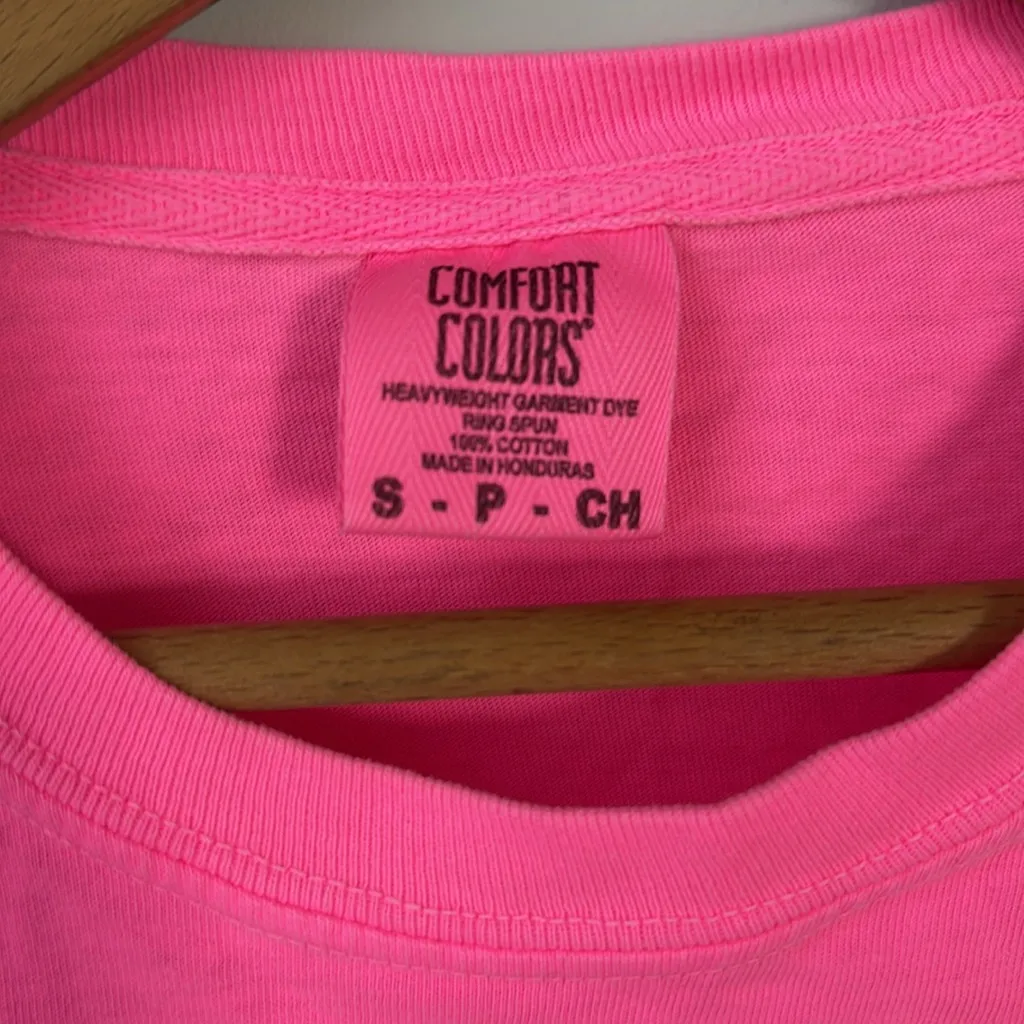 COMFORT
COLORS®
HEAVYWEIGHT GARMENT DYE
RING SPUN
100% COTTON
MADE IN HONDURAS
S - P - CH